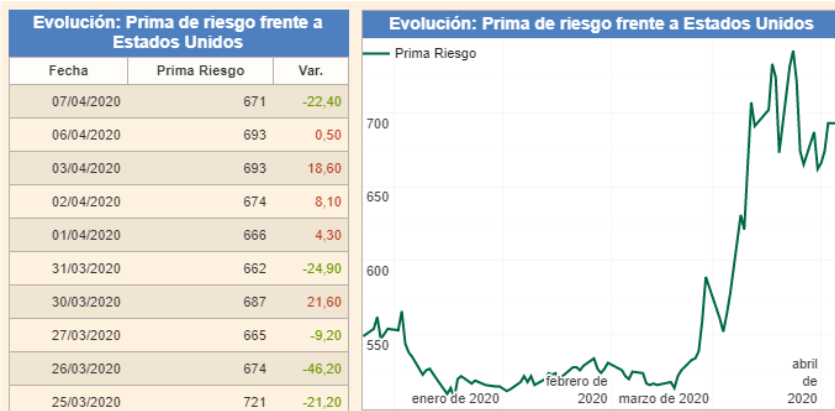 Evolución: Prima de riesgo frente a
Estados Unidos
Fecha Prima Riesgo Var.
07/04/2020 671 -22,40
06/04/2020 693 0,50
03/04/2020 693 18,60
02/04/2020 674 8,10
01/04/2020 666 4,30
31/03/2020 662 -24,90
30/03/2020 687 21,60
27/03/2020 665 -9,20
26/03/2020 674 -46,20
25/03/2020 721 -21,20
Evolución: Prima de riesgo frente a Estados Unidos
Prima Riesgo
700
650
600
550
enero de 2020
febrero de
2020
marzo de 2020
abril
de
2020